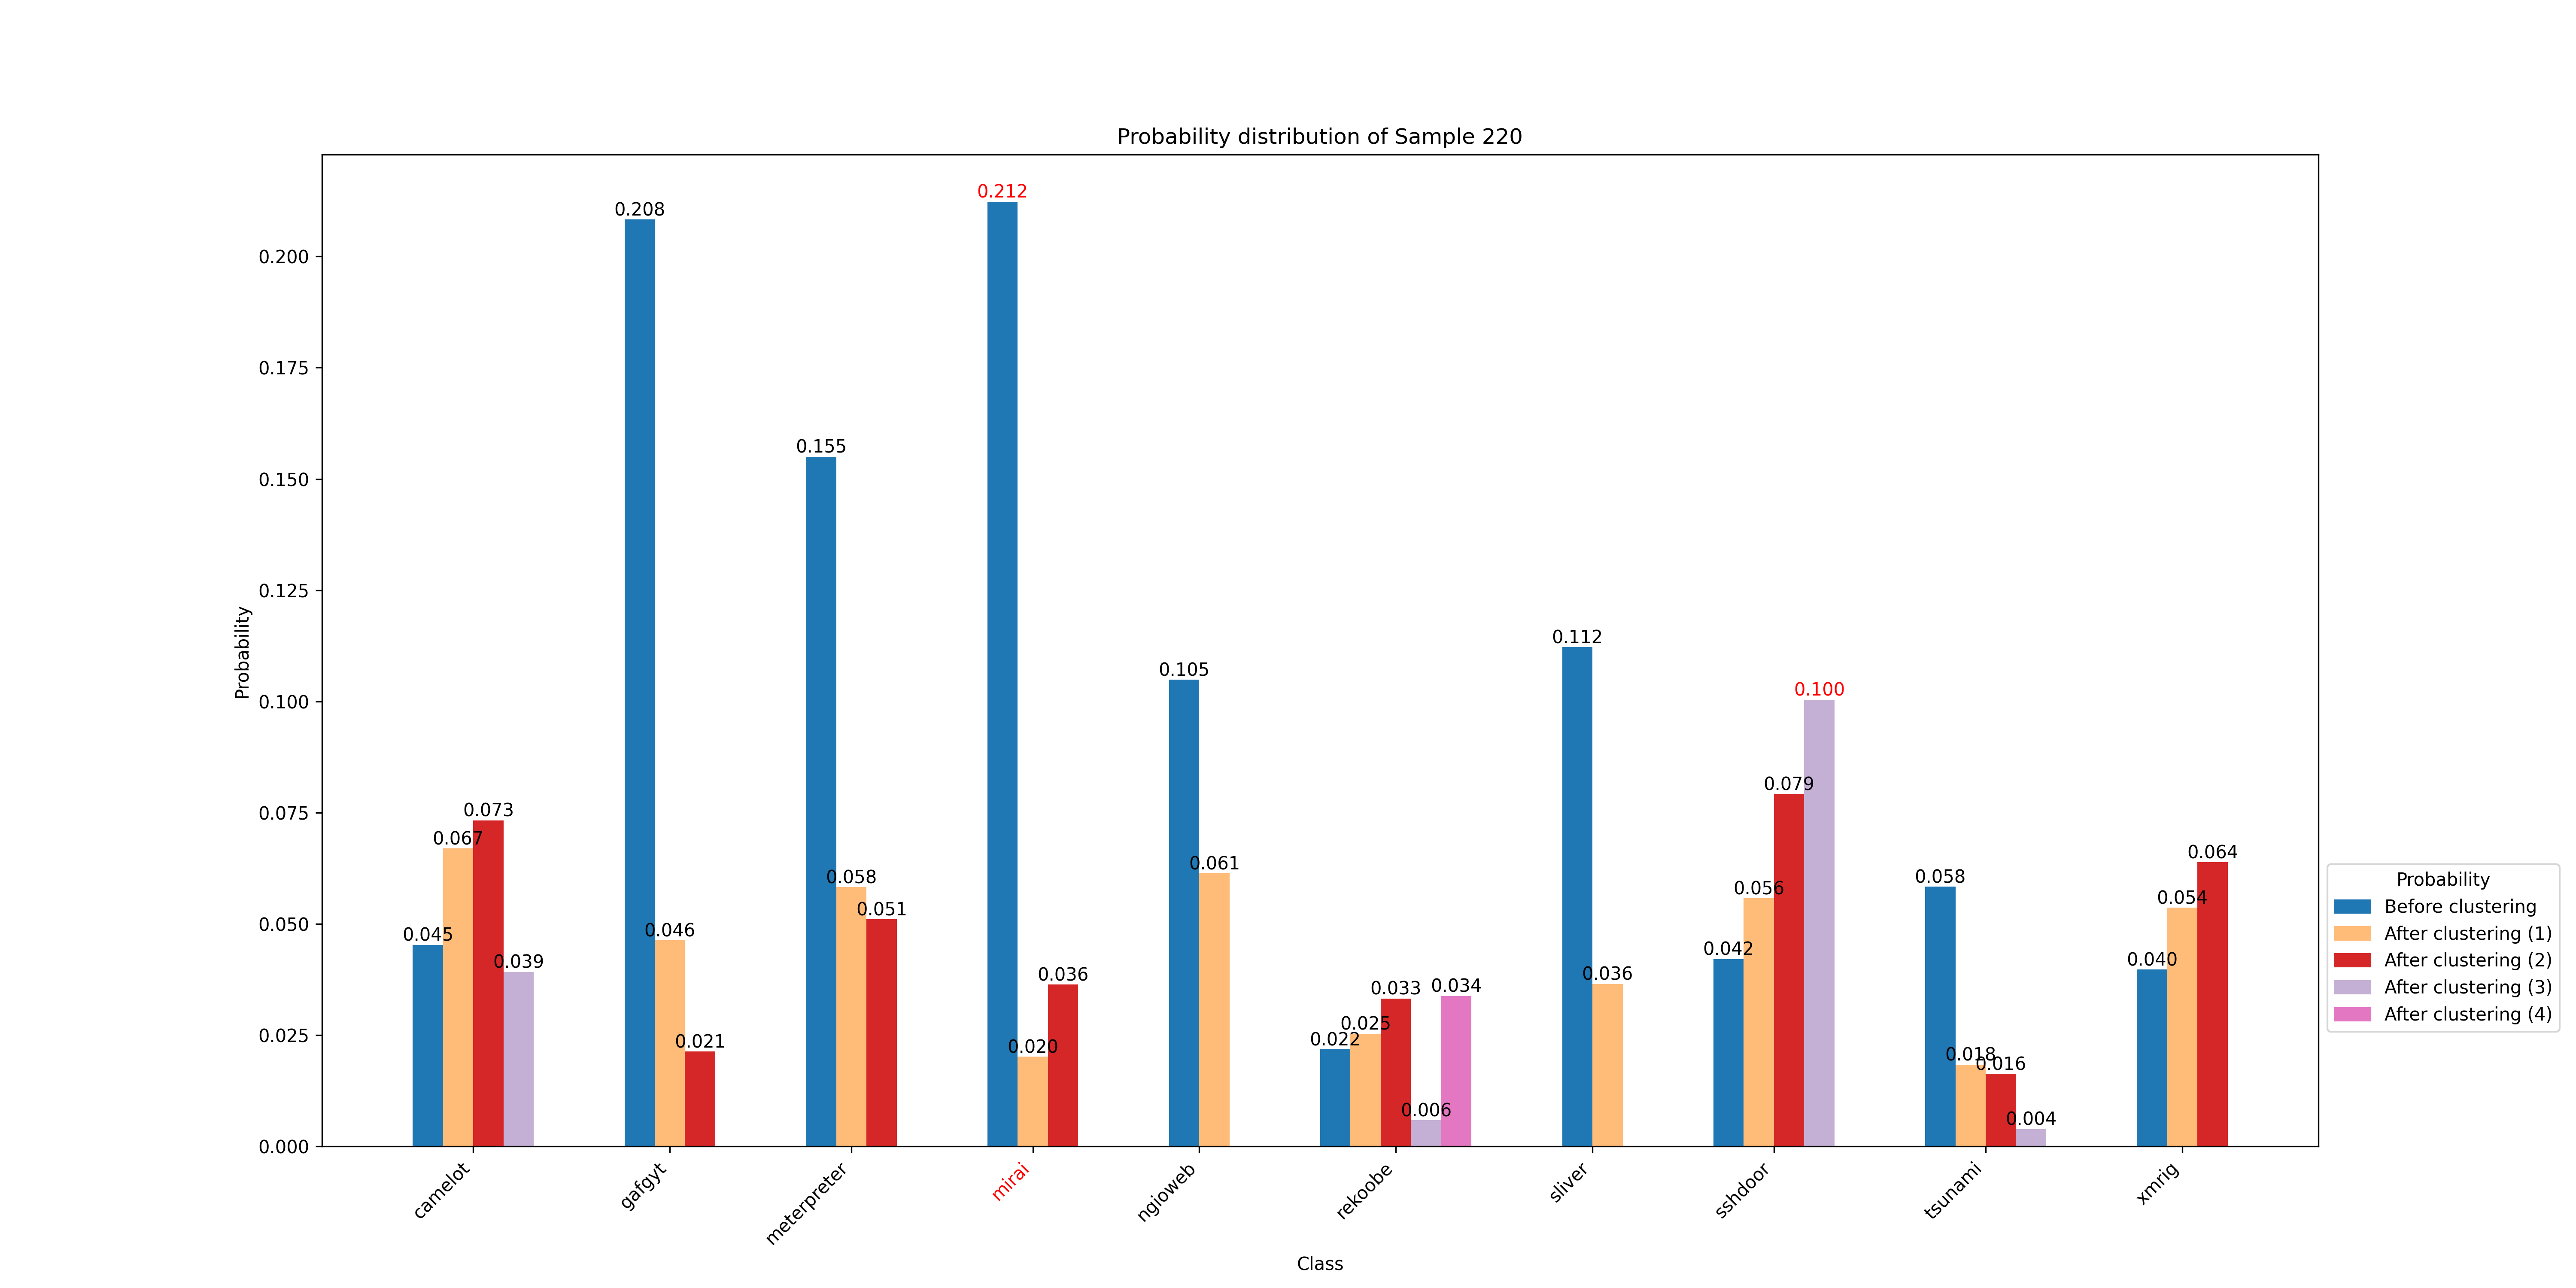 Probability distribution of Sample 220
Probability
0.200
0.175
0.150
0.125
0.100
0.075
0.050
0.025
0.000
0.045
0.067
0.073
0.039
0.208
0.046
0.021
0.155
0.058
0.051
0.212
0.020
0.036
0.105
0.061
0.022
0.025
0.033
0.006
0.034
0.112
0.036
0.042
0.056
0.079
0.100
0.058
0.018
0.016
0.004
0.040
0.054
0.064
camelot
gafgyt
meterpreter
mirai
ngioweb
rekoobe
sliver
sshdoor
tsunami
xmrig
Class
Probability
Before clustering
After clustering (1)
After clustering (2)
After clustering (3)
After clustering (4)